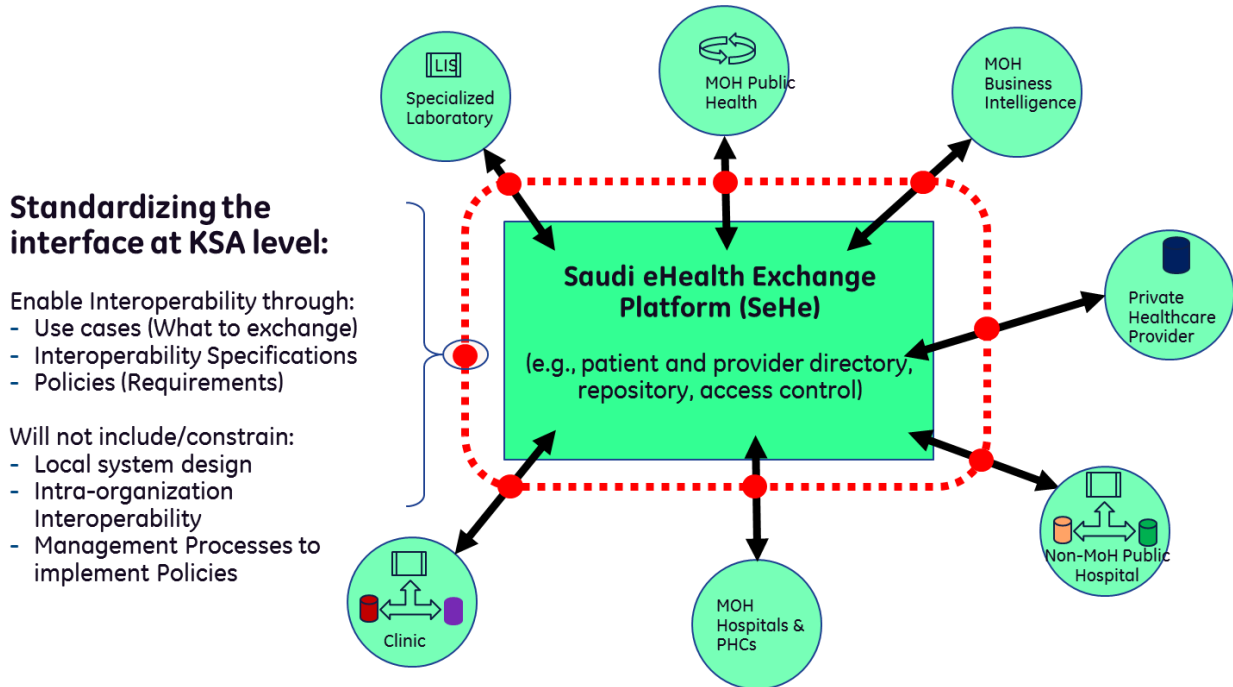 LIS
Specialized
Laboratory
MOH Public
Health
MOH
Business
Intelligence
Standardizing the
interface at KSA level:
Enable Interoperability through:
- Use cases (What to exchange)
- Interoperability Specifications
- Policies (Requirements)
Will not include/constrain:
- Local system design
- Intra-organization
Interoperability
- Management Processes to
implement Policies
Saudi eHealth Exchange
Platform (SeHe)
(e.g., patient and provider directory,
repository, access control)
Private
Healthcare
Provider
Non-MoH Public
Hospital
MOH
Hospitals &
PHCs
Clinic